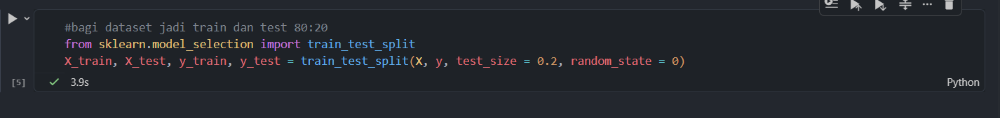 #bagi dataset jadi train dan test 80:20
from sklearn.model_selection import train_test_split
X_train, X_test, y_train, y_test = train_test_split(X, y, test_size = 0.2, random_state = 0)
[5]
3.9s
Python